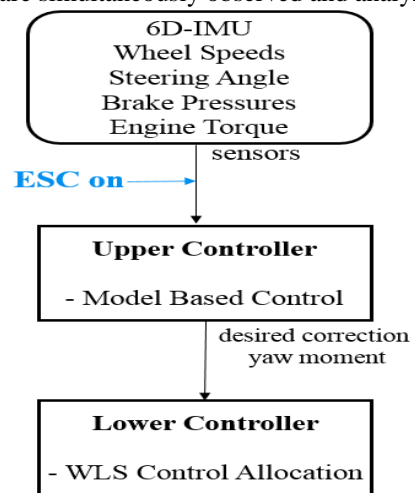 are simultaneously observed and analy
6D-IMU
Wheel Speeds
Steering Angle
Brake Pressures
Engine Torque
sensors
ESC on
Upper Controller
- Model Based Control
desired correction
yaw moment
Lower Controller
- WLS Control Allocation